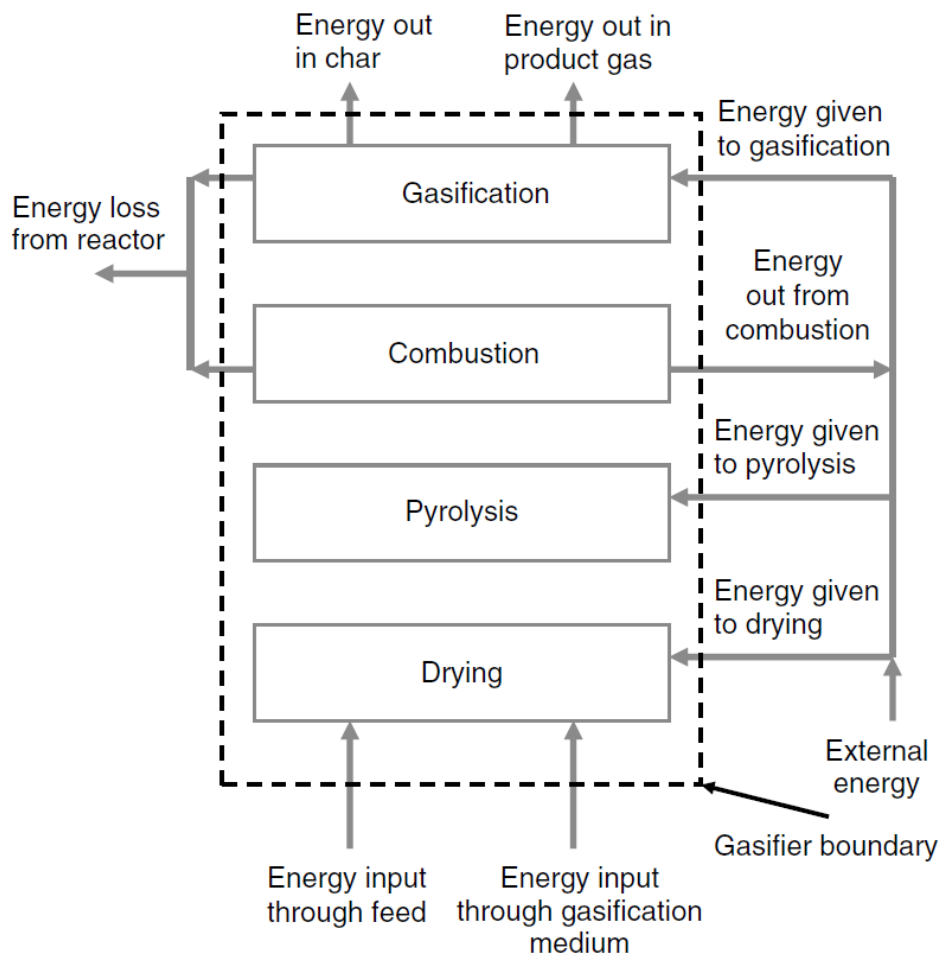 Energy out
in char
Energy out in
product gas
Energy given
to gasification
Gasification
Energy loss
from reactor
Energy
out from
combustion
Combustion
Energy given
to pyrolysis
Pyrolysis
Energy given
to drying
Drying
External
energy
Gasifier boundary
Energy input
through feed
Energy input
through gasification
medium